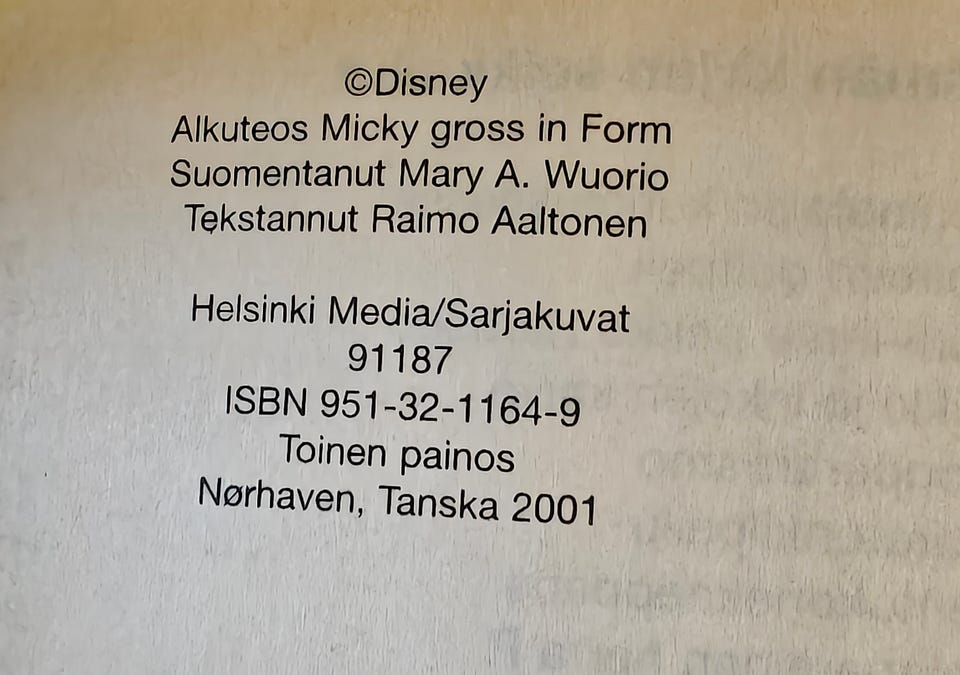 ©Disney
Alkuteos Micky gross in Form
Suomentanut Mary A. Wuorio
Tekstannut Raimo Aaltonen
Helsinki Media/Sarjakuvat
91187
ISBN 951-32-1164-9
Toinen painos
Nørhaven, Tanska 2001